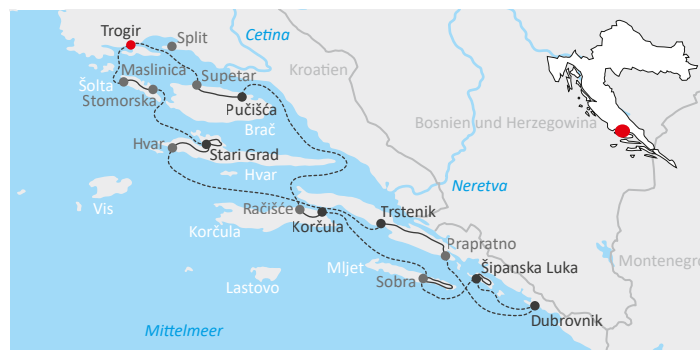 Trogir
Split
Cetina
Kroatien
Maslinica
Supetar
Šolta
Stomorska
Pučišća
Brač
Bosnien und Herzegowina
Hvar
Stari Grad
Hvar
Neretva
Vis
Račišće
Korčula
Korčula
Trstenik
Prapratno
Mljet
Šipanska Luka
Montenegro
Sobra
Lastovo
Dubrovnik
Mittelmeer